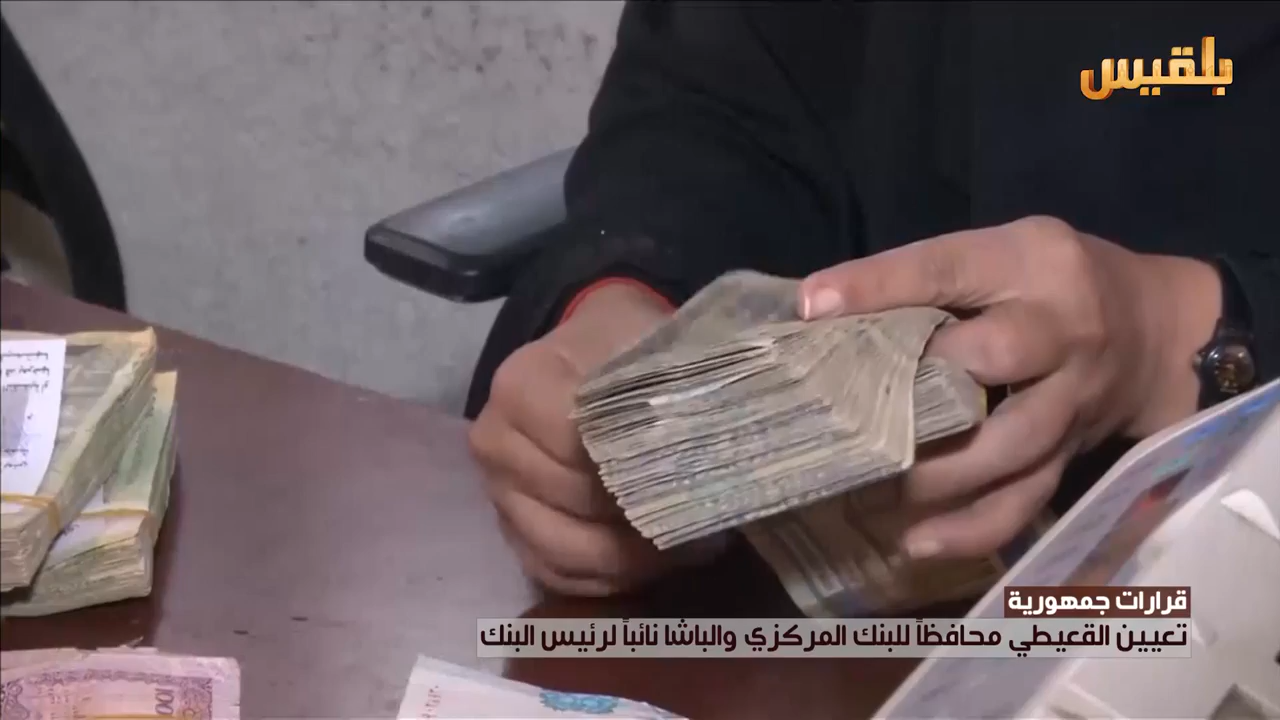 بلقيس
قرارات جمهورية
تعيين القعيطي محافظاً للبنك المركزي والباشا نائباً لرئيس البنك